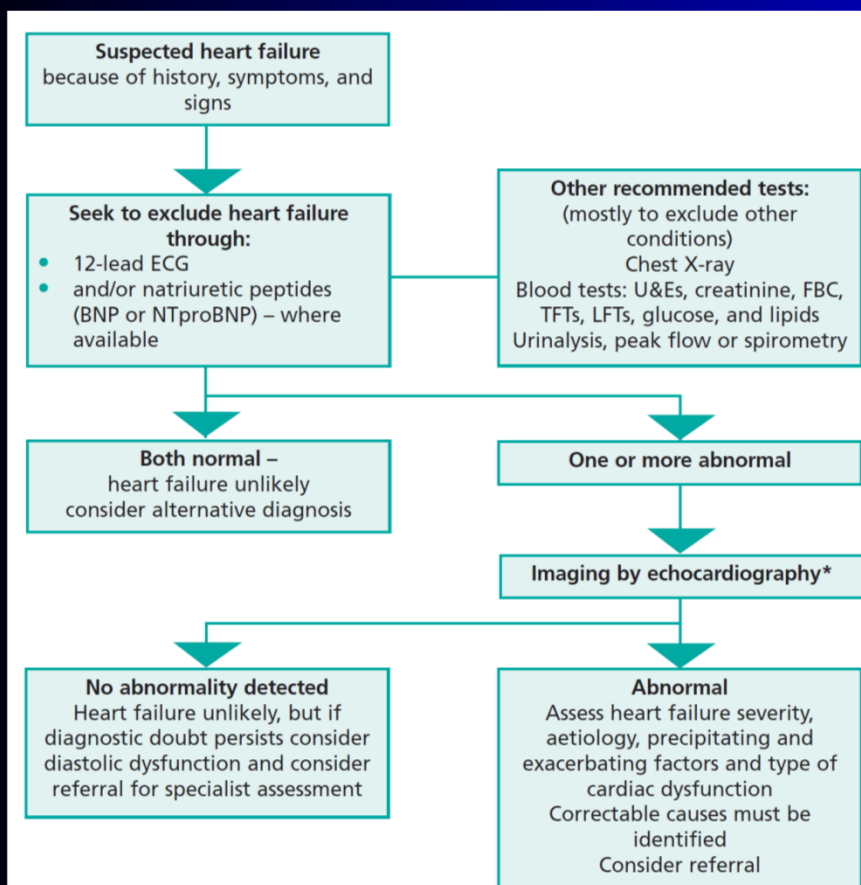 Suspected heart failure
because of history, symptoms, and
signs
Seek to exclude heart failure
through:
• 12-lead ECG
• and/or natriuretic peptides
(BNP or NTproBNP) – where
available
Other recommended tests:
(mostly to exclude other
conditions)
Chest X-ray
Blood tests: U&Es, creatinine, FBC,
TFTs, LFTs, glucose, and lipids
Urinalysis, peak flow or spirometry
Both normal –
heart failure unlikely
consider alternative diagnosis
One or more abnormal
Imaging by echocardiography*
No abnormality detected
Heart failure unlikely, but if
diagnostic doubt persists consider
diastolic dysfunction and consider
referral for specialist assessment
Abnormal
Assess heart failure severity,
aetiology, precipitating and
exacerbating factors and type of
cardiac dysfunction
Correctable causes must be
identified
Consider referral